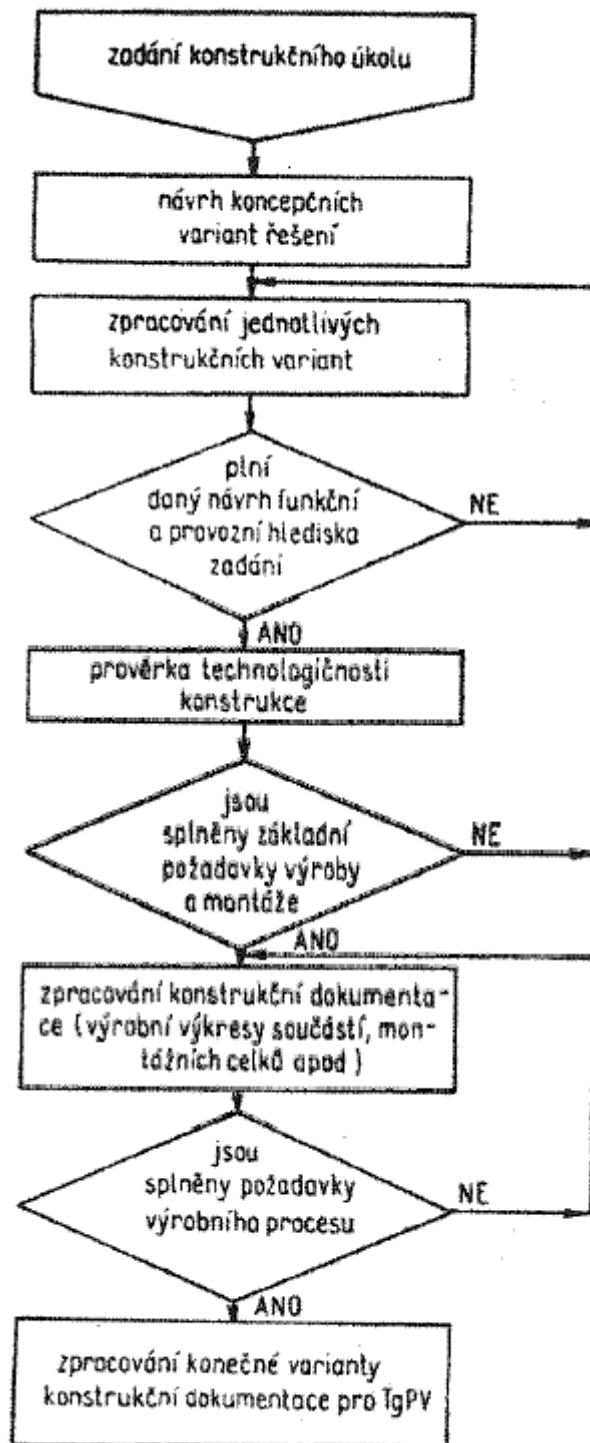 zadání konstrukčního úkolu
návrh koncepčních
variant řešení
zpracování jednotlivých
konstrukčních variant
plní
daný návrh funkční
a provozní hlediska
zadání
NE
ANO
prověrka technologičnosti
konstrukce
jsou
splněny základní
požadavky výroby
a montáže
NE
ANO
zpracování konstrukční dokumenta-
ce (výrobní výkresy součástí, mon-
tážních celků apod)
jsou
splněny požadavky
výrobního procesu
NE
ANO
zpracování konečné varianty
konstrukční dokumentace pro TgPV